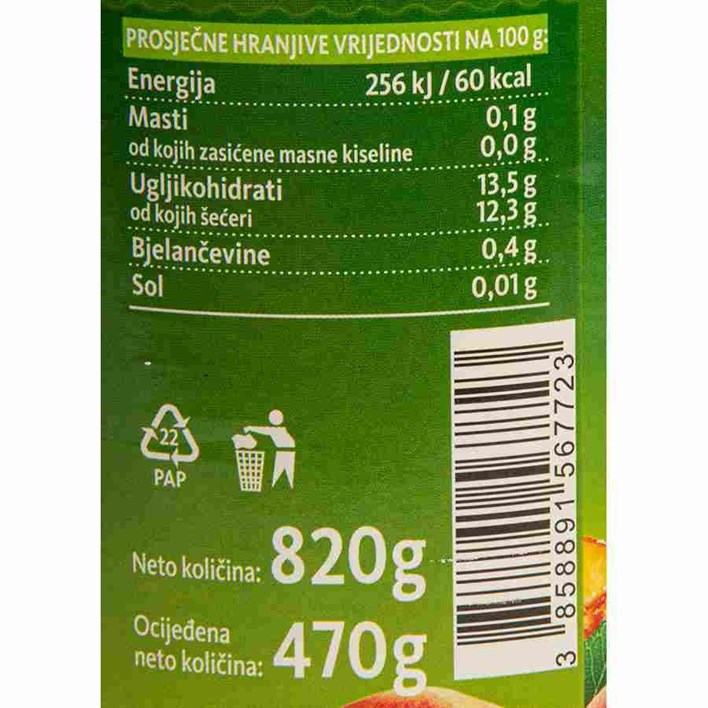 PROSJEČNE HRANJIVE VRIJEDNOSTI NA 100 g:
Energija 256 kJ / 60 kcal
Masti 0,1 g
od kojih zasićene masne kiseline 0,0 g
Ugljikohidrati 13,5 g
od kojih šećeri 12,3 g
Bjelančevine 0,4 g
Sol 0,01 g
22
PAP
Neto količina: 820g
Ocijeđena
neto količina: 470g
3 858891 567723